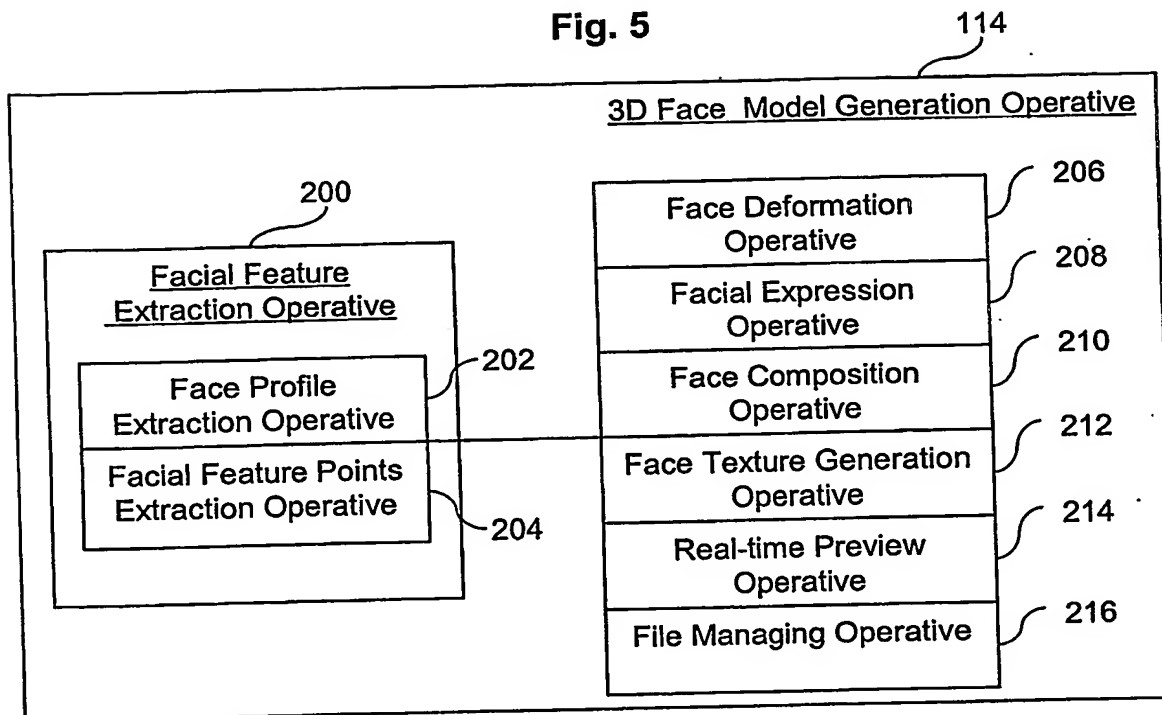 Fig. 5
114
3D Face Model Generation Operative
200
Facial Feature
Extraction Operative
Face Profile
Extraction Operative
202
Facial Feature Points
Extraction Operative
204
Face Deformation
Operative
206
Facial Expression
Operative
208
Face Composition
Operative
210
Face Texture Generation
Operative
212
Real-time Preview
Operative
214
File Managing Operative
216